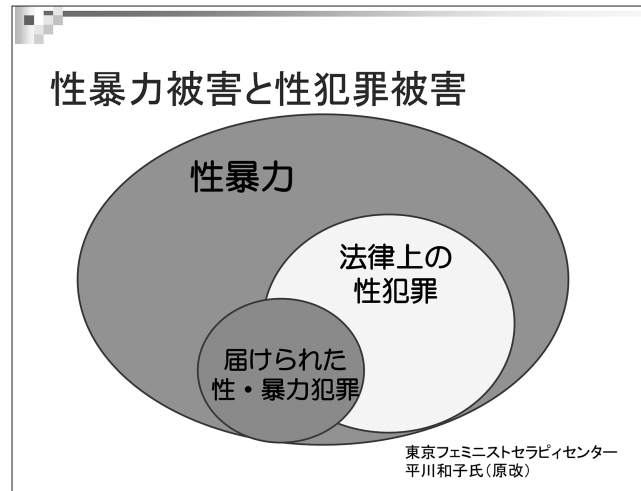 性暴力被害と性犯罪被害
性暴力
法律上の
性犯罪
届けられた
性・暴力犯罪
東京フェミニストセラピィセンター
平川和子氏(原改)